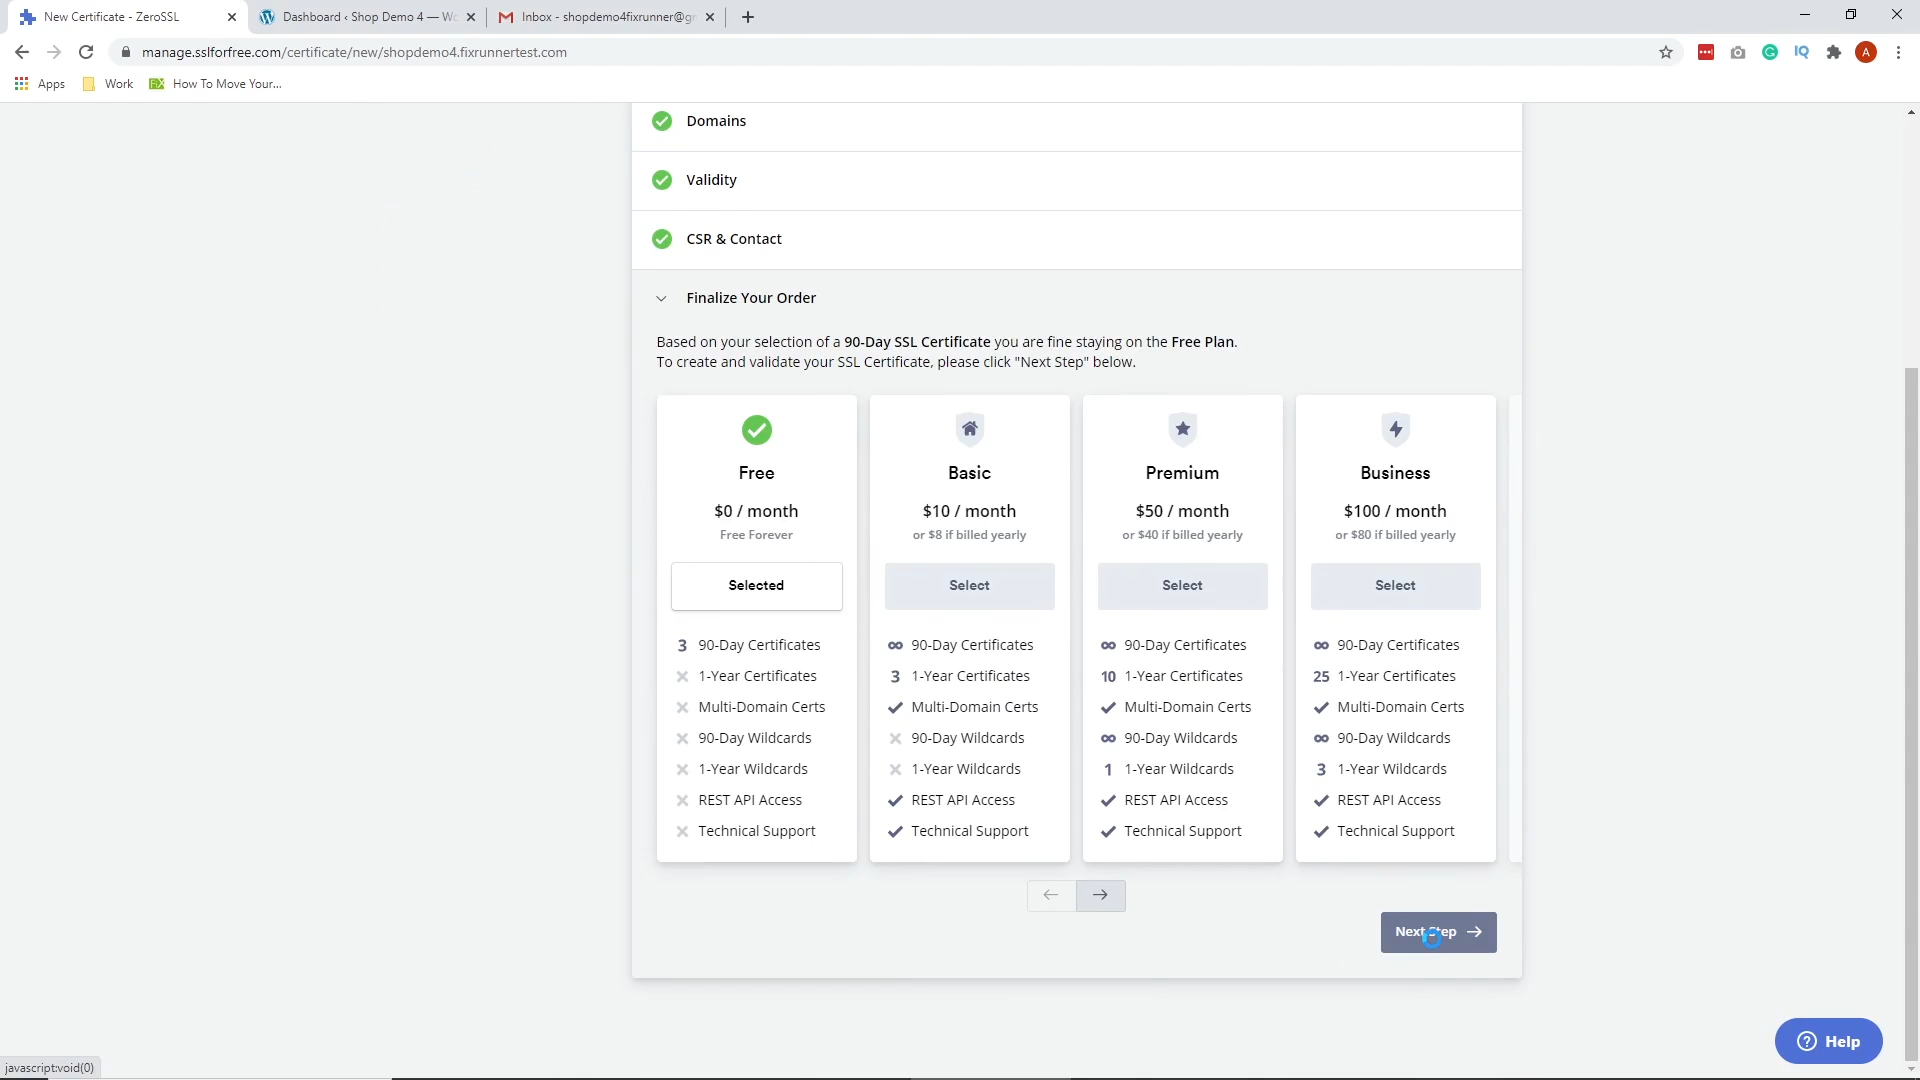 New Certificate - ZeroSSL
Dashboard ‹ Shop Demo 4 — Wo
Inbox - shopdemo4fixrunner@g
manage.sslforfree.com/certificate/new/shopdemo4.fixrunnertest.com
IQ
A
Apps
Work
FiX
How To Move Your...
Domains
Validity
CSR & Contact
Finalize Your Order
Based on your selection of a 90-Day SSL Certificate you are fine staying on the Free Plan.
To create and validate your SSL Certificate, please click "Next Step" below.
Free
$0 / month
Free Forever
Selected
3 90-Day Certificates
1-Year Certificates
Multi-Domain Certs
90-Day Wildcards
1-Year Wildcards
REST API Access
Technical Support
Basic
$10 / month
or $8 if billed yearly
Select
∞ 90-Day Certificates
3 1-Year Certificates
Multi-Domain Certs
90-Day Wildcards
1-Year Wildcards
REST API Access
Technical Support
Premium
$50 / month
or $40 if billed yearly
Select
∞ 90-Day Certificates
10 1-Year Certificates
Multi-Domain Certs
∞ 90-Day Wildcards
1 1-Year Wildcards
REST API Access
Technical Support
Business
$100 / month
or $80 if billed yearly
Select
∞ 90-Day Certificates
25 1-Year Certificates
Multi-Domain Certs
∞ 90-Day Wildcards
3 1-Year Wildcards
REST API Access
Technical Support
Next Step
Help
javascript:void(0)